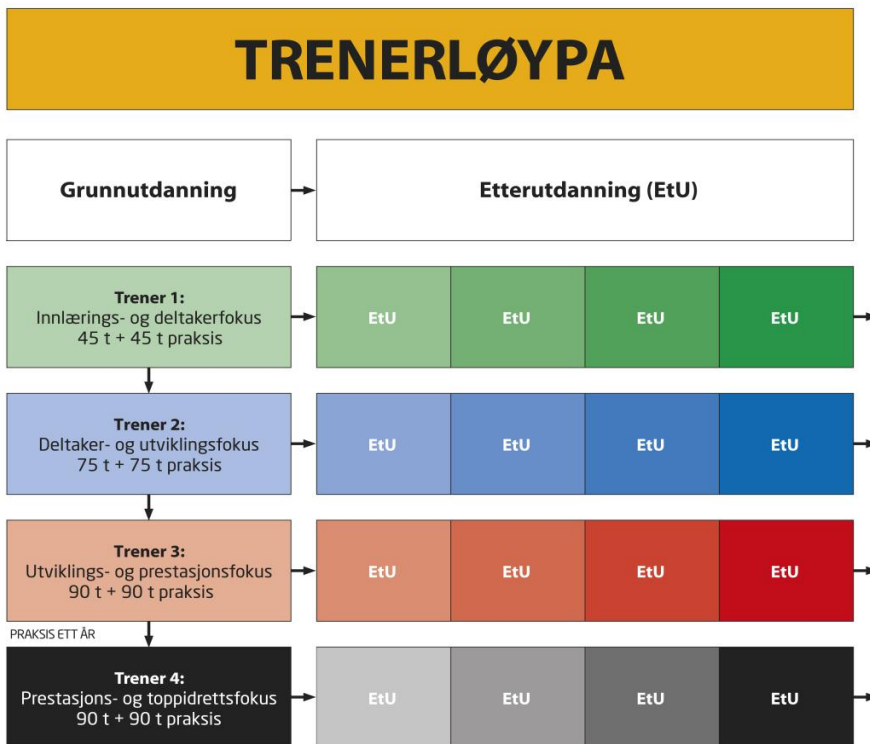 TRENERLØYPA
Grunnutdanning
Etterutdanning (EtU)
Trener 1:
Innlærings- og deltakerfokus
45 t + 45 t praksis
EtU
EtU
EtU
EtU
Trener 2:
Deltaker- og utviklingsfokus
75 t + 75 t praksis
EtU
EtU
EtU
EtU
Trener 3:
Utviklings- og prestasjonsfokus
90 t + 90 t praksis
EtU
EtU
EtU
EtU
PRAKSIS ETT ÅR
Trener 4:
Prestasjons- og toppidrettsfokus
90 t + 90 t praksis
EtU
EtU
EtU
EtU